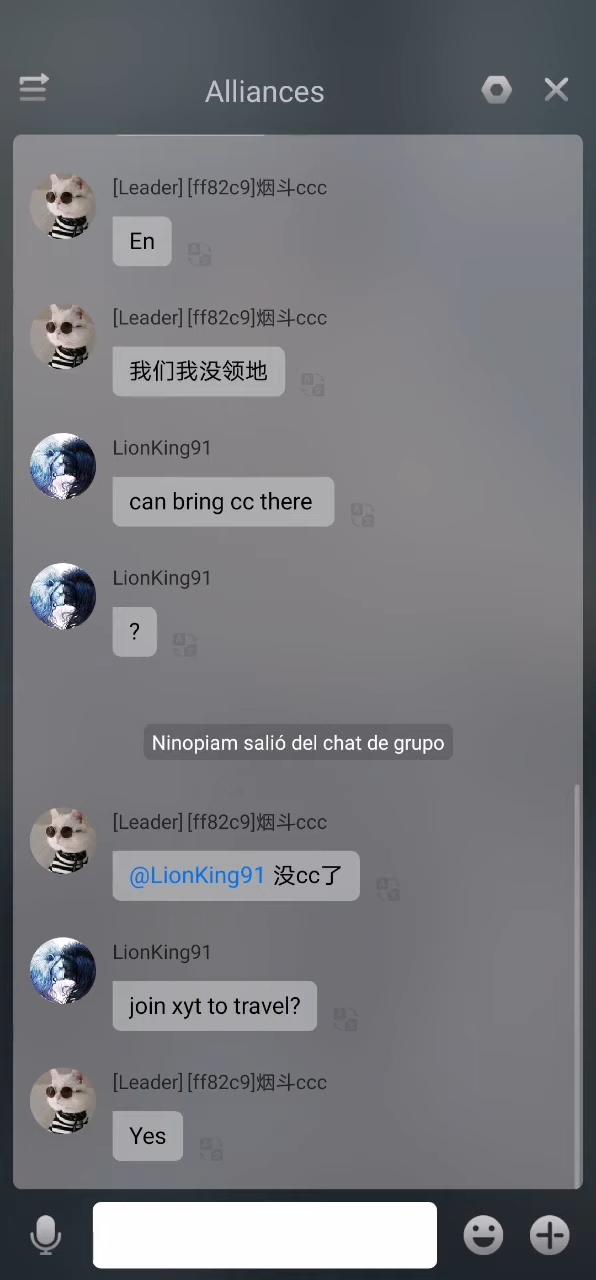 Alliances
[Leader] [ff82c9]烟斗ccc
En
[Leader] [ff82c9]烟斗ccc
我们我没领地
LionKing91
can bring cc there
LionKing91
?
Ninopiam salió del chat de grupo
[Leader] [ff82c9]烟斗ccc
@LionKing91 没cc了
LionKing91
join xyt to travel?
[Leader] [ff82c9]烟斗ccc
Yes